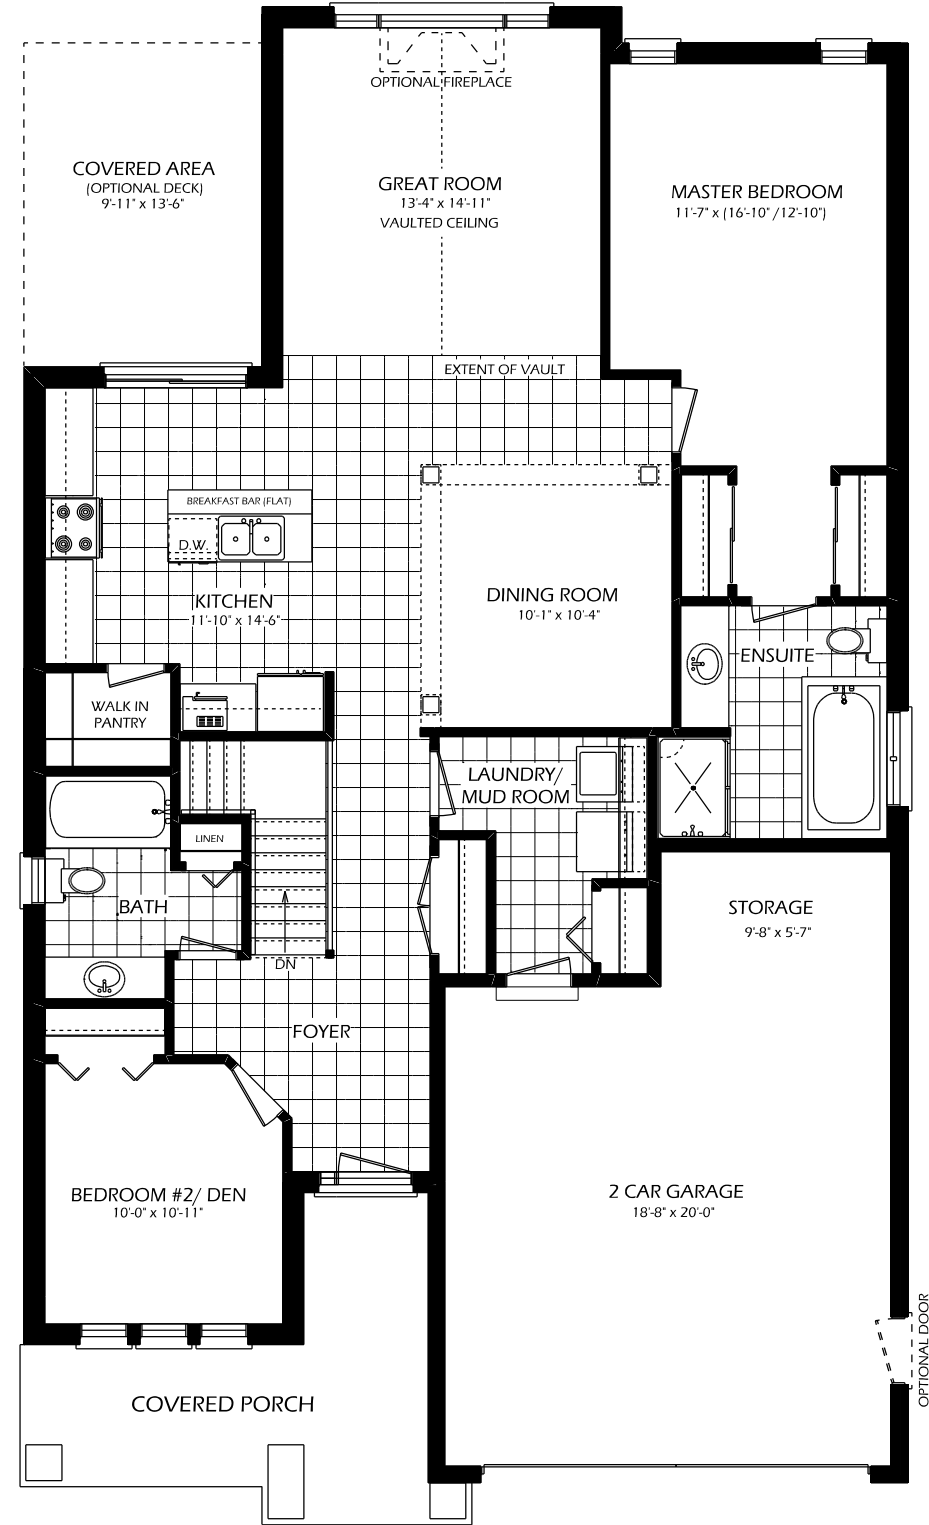 OPTIONAL FIREPLACE
COVERED AREA
(OPTIONAL DECK)
9'-11" x 13'-6"
GREAT ROOM
13'-4" x 14'-11"
VAULTED CEILING
MASTER BEDROOM
11'-7" x (16'-10" /12'-10")
EXTENT OF VAULT
BREAKFAST BAR (FLAT)
D.W.
KITCHEN
11'-10" x 14'-6"
DINING ROOM
10'-1" x 10'-4"
ENSUITE
WALK IN
PANTRY
LAUNDRY/
MUD ROOM
LINEN
BATH
STORAGE
9'-8" x 5'-7"
DN
FOYER
BEDROOM #2/ DEN
10'-0" x 10'-11"
2 CAR GARAGE
18'-8" x 20'-0"
OPTIONAL DOOR
COVERED PORCH